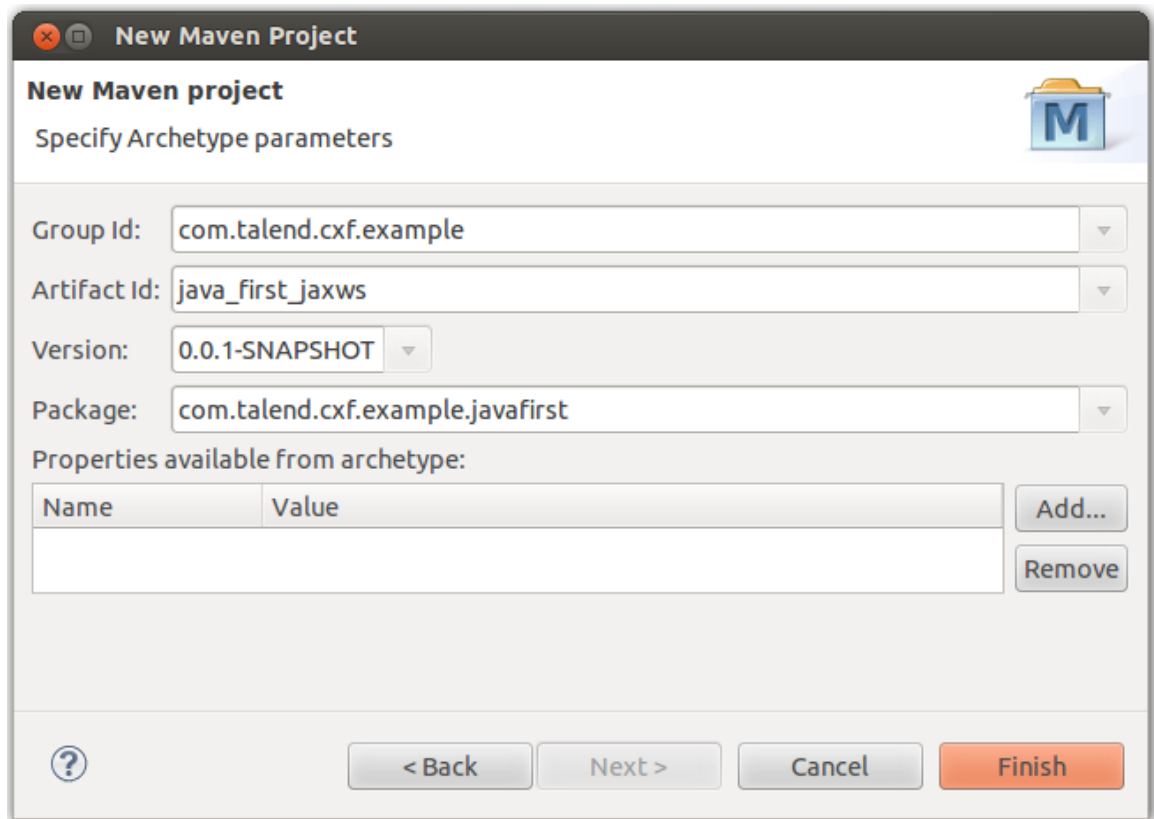 New Maven Project
New Maven project
Specify Archetype parameters
M
Group Id: com.talend.cxf.example
Artifact Id: java_first_jaxws
Version: 0.0.1-SNAPSHOT
Package: com.talend.cxf.example.javafirst
Properties available from archetype:
Name Value
Add...
Remove
? < Back Next > Cancel Finish